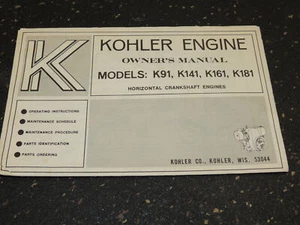 K
KOHLER ENGINE
OWNER'S MANUAL
MODELS: K91, K141, K161, K181
HORIZONTAL CRANKSHAFT ENGINES
OPERATING INSTRUCTIONS
MAINTENANCE SCHEDULE
MAINTENANCE PROCEDURE
PARTS IDENTIFICATION
PARTS ORDERING
KOHLER CO., KOHLER, WIS. 53044